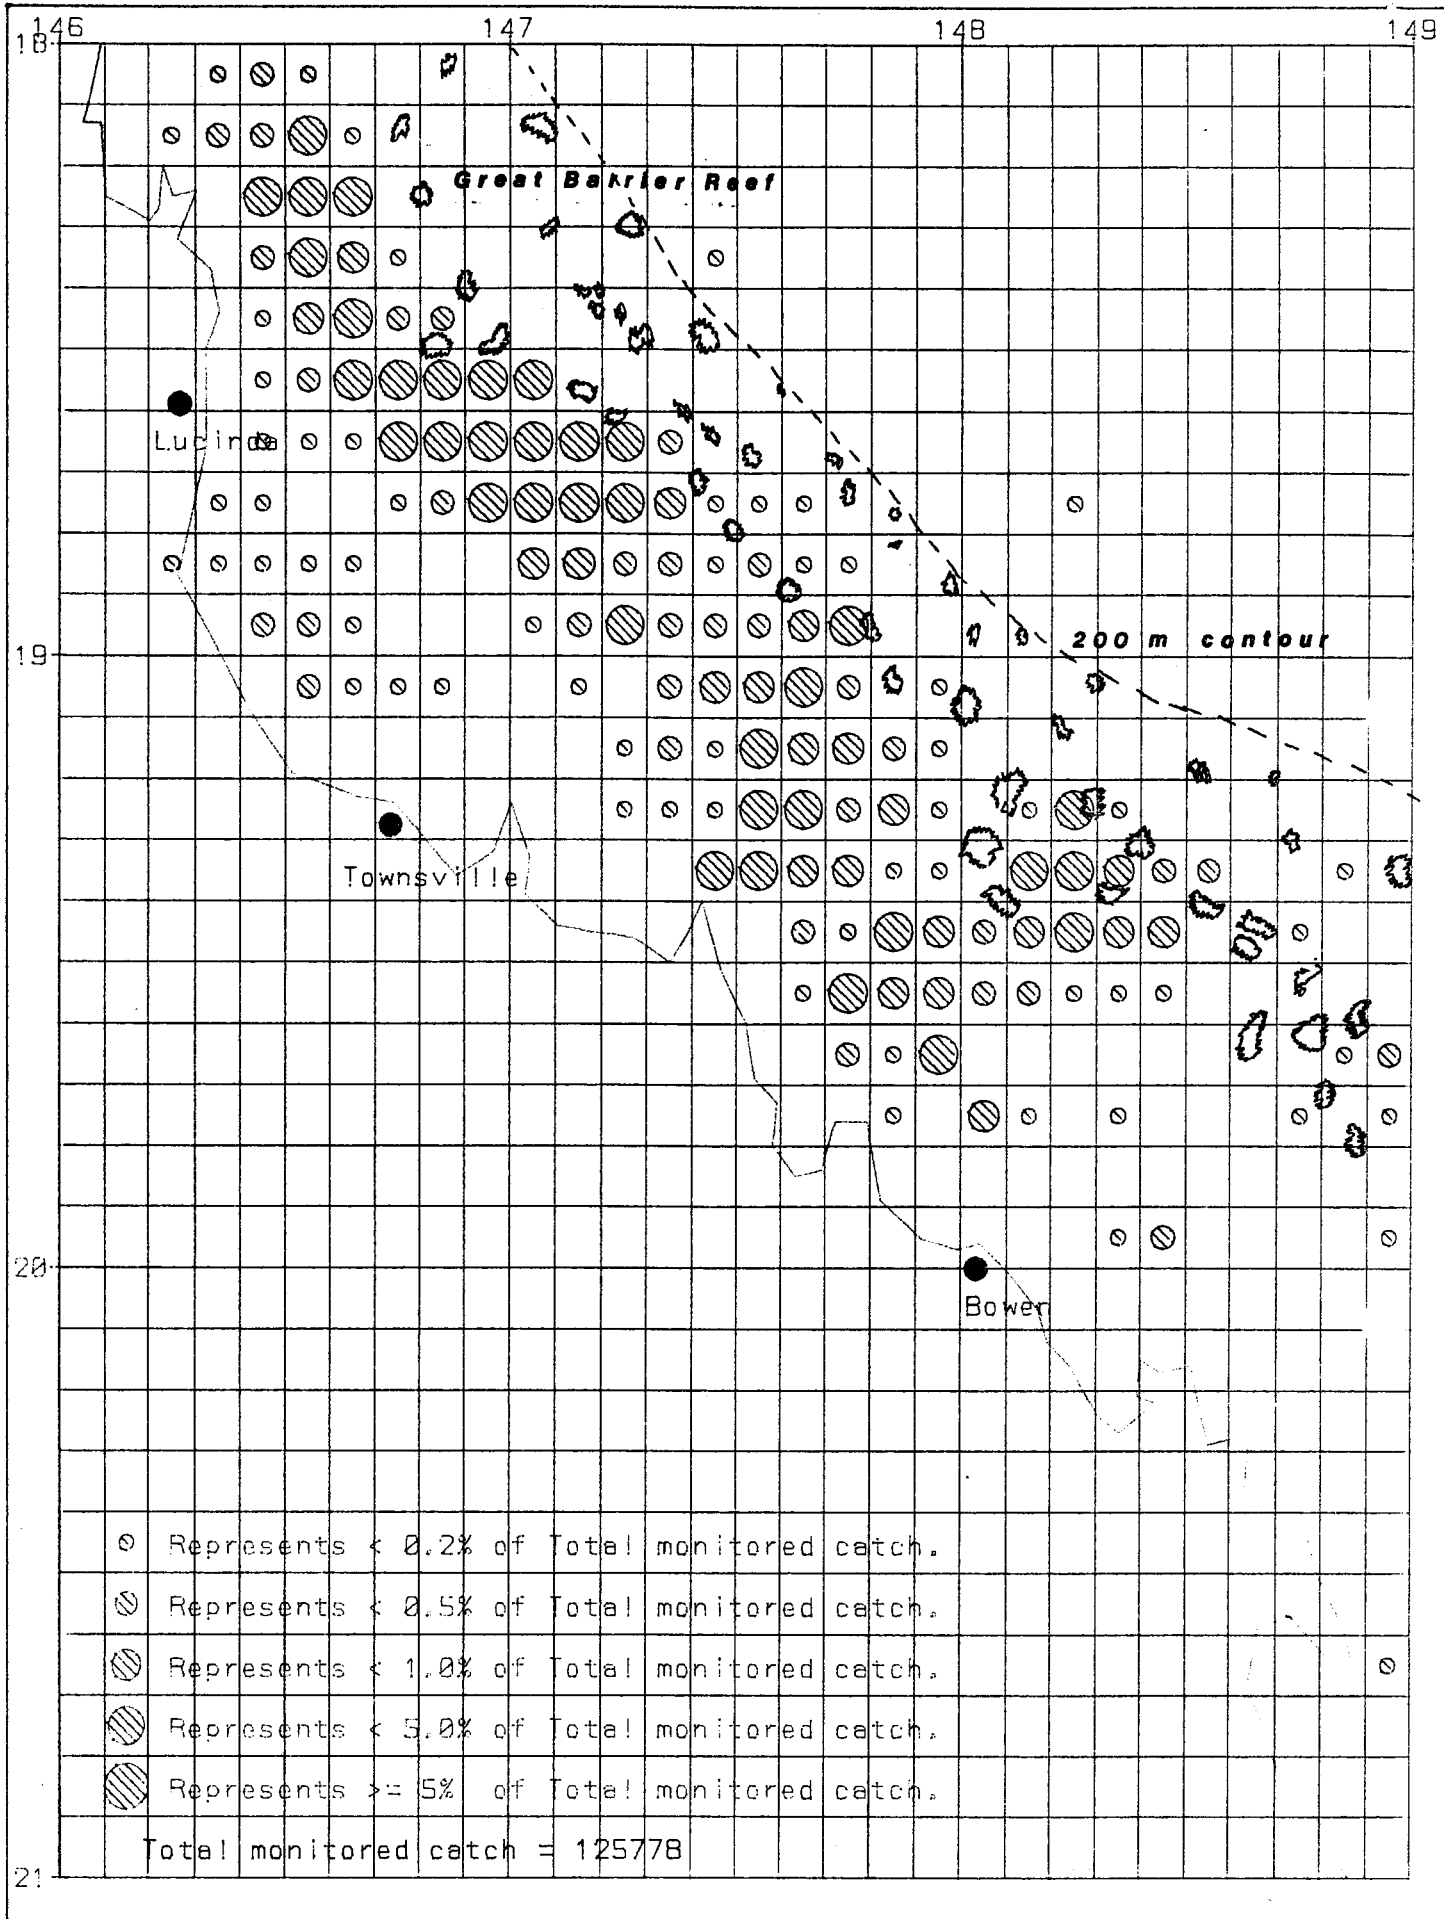 146 147 148 149
18
Great Barrier Reef
Lucinda
200 m contour
19
Townsville
20
Bowen
Represents < 0.2% of Total monitored catch.
Represents < 0.5% of Total monitored catch.
Represents < 1.0% of Total monitored catch.
Represents < 5.0% of Total monitored catch.
Represents >= 5% of Total monitored catch.
Total monitored catch = 125778
21